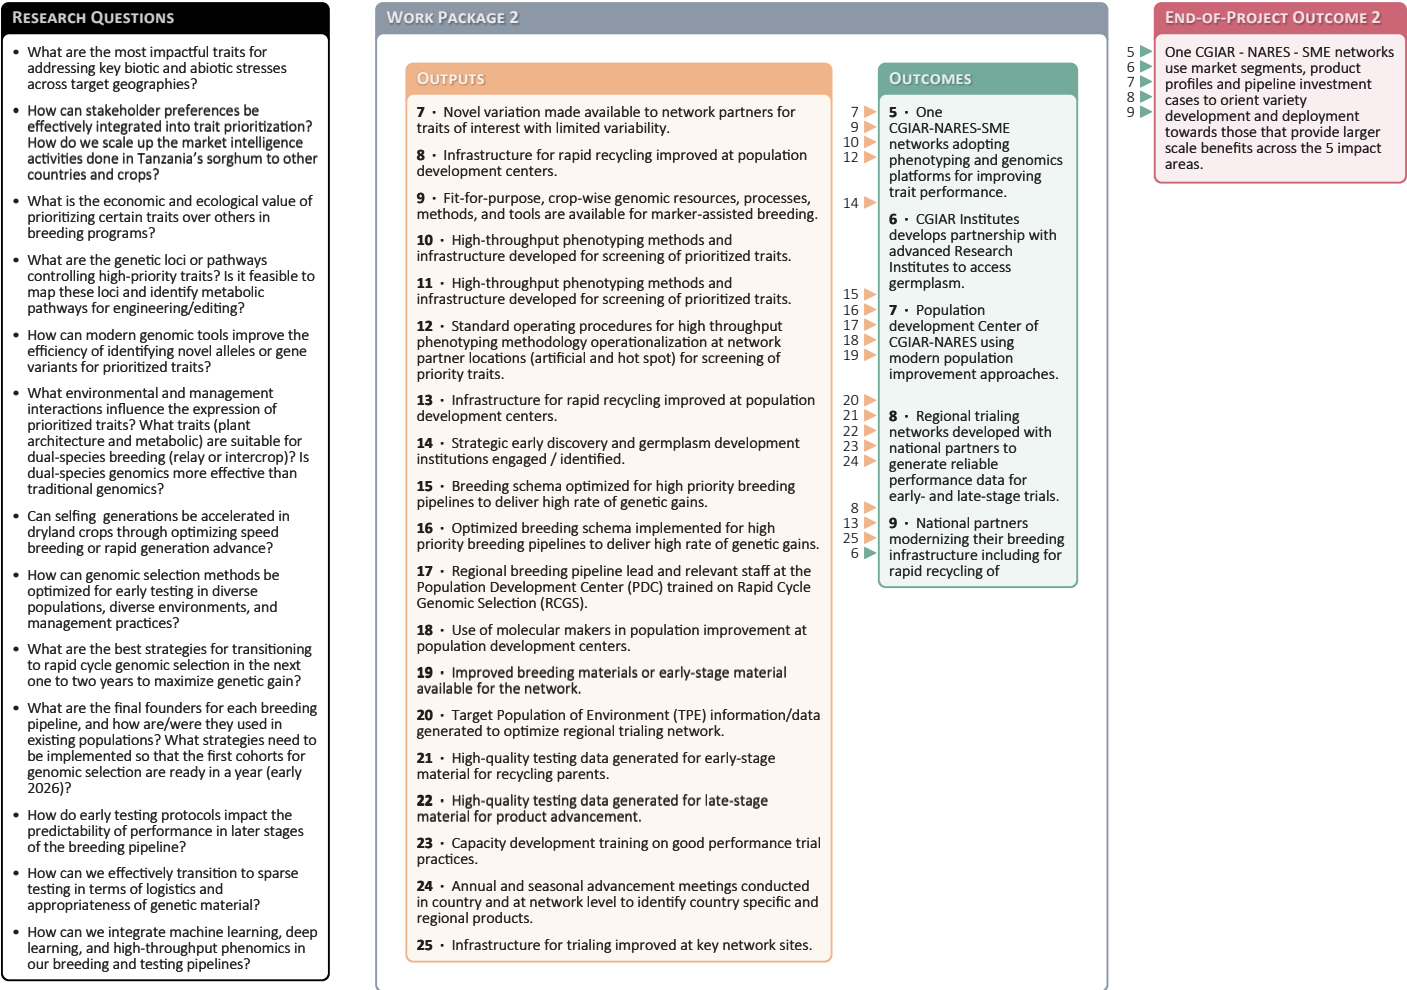 RESEARCH QUESTIONS
• What are the most impactful traits for
addressing key biotic and abiotic stresses
across target geographies?
• How can stakeholder preferences be
effectively integrated into trait prioritization?
How do we scale up the market intelligence
activities done in Tanzania's sorghum to other
countries and crops?
• What is the economic and ecological value of
prioritizing certain traits over others in
breeding programs?
• What are the genetic loci or pathways
controlling high-priority traits? Is it feasible to
map these loci and identify metabolic
pathways for engineering/editing?
• How can modern genomic tools improve the
efficiency of identifying novel alleles or gene
variants for prioritized traits?
• What environmental and management
interactions influence the expression of
prioritized traits? What traits (plant
architecture and metabolic) are suitable for
dual-species breeding (relay or intercrop)? Is
dual-species genomics more effective than
traditional genomics?
• Can selfing generations be accelerated in
dryland crops through optimizing speed
breeding or rapid generation advance?
• How can genomic selection methods be
optimized for early testing in diverse
populations, diverse environments, and
management practices?
• What are the best strategies for transitioning
to rapid cycle genomic selection in the next
one to two years to maximize genetic gain?
• What are the final founders for each breeding
pipeline, and how are/were they used in
existing populations? What strategies need to
be implemented so that the first cohorts for
genomic selection are ready in a year (early
2026)?
• How do early testing protocols impact the
predictability of performance in later stages
of the breeding pipeline?
• How can we effectively transition to sparse
testing in terms of logistics and
appropriateness of genetic material?
• How can we integrate machine learning, deep
learning, and high-throughput phenomics in
our breeding and testing pipelines?
WORK PACKAGE 2
OUTPUTS
7 · Novel variation made available to network partners for
traits of interest with limited variability.
8 · Infrastructure for rapid recycling improved at population
development centers.
9 · Fit-for-purpose, crop-wise genomic resources, processes,
methods, and tools are available for marker-assisted breeding.
10 · High-throughput phenotyping methods and
infrastructure developed for screening of prioritized traits.
11 · High-throughput phenotyping methods and
infrastructure developed for screening of prioritized traits.
12 · Standard operating procedures for high throughput
phenotyping methodology operationalization at network
partner locations (artificial and hot spot) for screening of
priority traits.
13 · Infrastructure for rapid recycling improved at population
development centers.
14 · Strategic early discovery and germplasm development
institutions engaged / identified.
15 · Breeding schema optimized for high priority breeding
pipelines to deliver high rate of genetic gains.
16 · Optimized breeding schema implemented for high
priority breeding pipelines to deliver high rate of genetic gains.
17 · Regional breeding pipeline lead and relevant staff at the
Population Development Center (PDC) trained on Rapid Cycle
Genomic Selection (RCGS).
18 · Use of molecular makers in population improvement at
population development centers.
19 · Improved breeding materials or early-stage material
available for the network.
20 · Target Population of Environment (TPE) information/data
generated to optimize regional trialing network.
21 · High-quality testing data generated for early-stage
material for recycling parents.
22 · High-quality testing data generated for late-stage
material for product advancement.
23 · Capacity development training on good performance trial
practices.
24 · Annual and seasonal advancement meetings conducted
in country and at network level to identify country specific and
regional products.
25 · Infrastructure for trialing improved at key network sites.
7
9
10
12
14
15
16
17
18
19
20
21
22
23
24
8
13
25
6
OUTCOMES
5 · One
CGIAR-NARES-SME
networks adopting
phenotyping and genomics
platforms for improving
trait performance.
6 · CGIAR Institutes
develops partnership with
advanced Research
Institutes to access
germplasm.
7 · Population
development Center of
CGIAR-NARES using
modern population
improvement approaches.
8 · Regional trialing
networks developed with
national partners to
generate reliable
performance data for
early- and late-stage trials.
9 · National partners
modernizing their breeding
infrastructure including for
rapid recycling of
5
6
7
8
9
END-OF-PROJECT OUTCOME 2
One CGIAR - NARES - SME networks
use market segments, product
profiles and pipeline investment
cases to orient variety
development and deployment
towards those that provide larger
scale benefits across the 5 impact
areas.